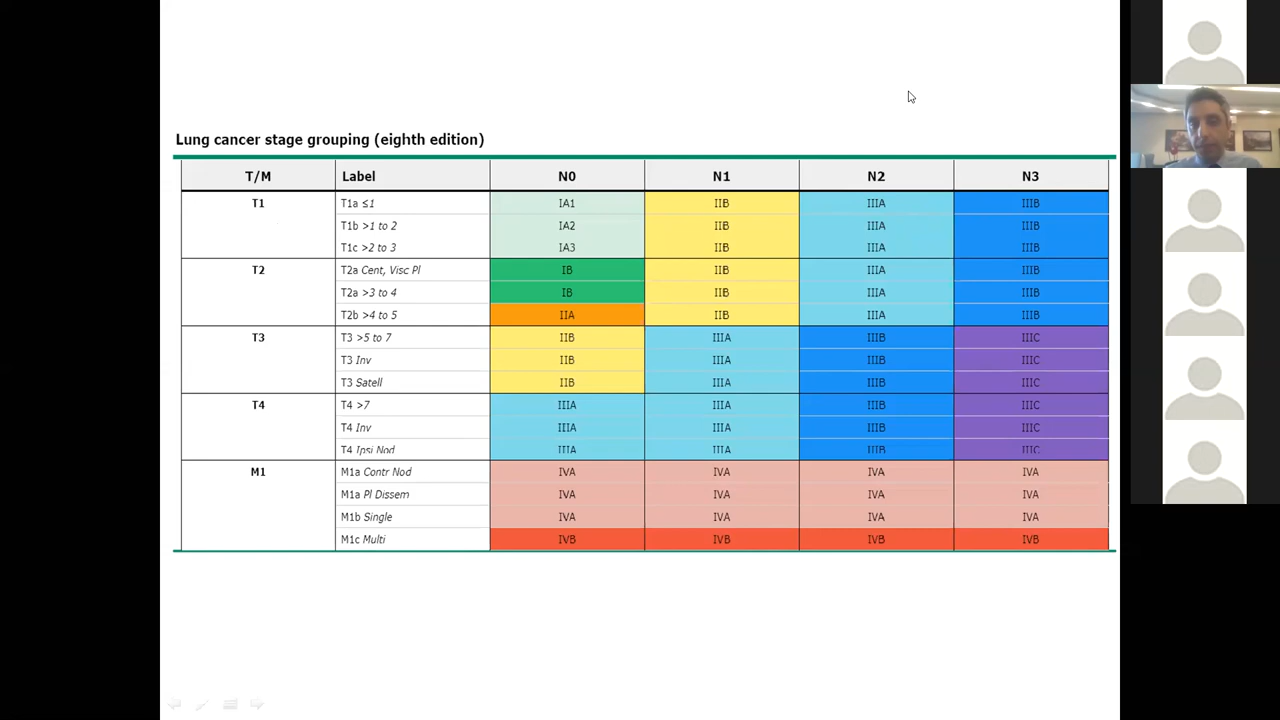 Lung cancer stage grouping (eighth edition)
T/M Label N0 N1 N2 N3
T1 T1a ≤1 IA1 IIB IIIA IIIB
T1b >1 to 2 IA2 IIB IIIA IIIB
T1c >2 to 3 IA3 IIB IIIA IIIB
T2 T2a Cent, Visc Pl IB IIB IIIA IIIB
T2a >3 to 4 IB IIB IIIA IIIB
T2b >4 to 5 IIA IIB IIIA IIIB
T3 T3 >5 to 7 IIB IIIA IIIB IIIC
T3 Inv IIB IIIA IIIB IIIC
T3 Satell IIB IIIA IIIB IIIC
T4 T4 >7 IIIA IIIA IIIB IIIC
T4 Inv IIIA IIIA IIIB IIIC
T4 Ipsi Nod IIIA IIIA IIIB IIIC
M1 M1a Contr Nod IVA IVA IVA IVA
M1a Pl Dissem IVA IVA IVA IVA
M1b Single IVA IVA IVA IVA
M1c Multi IVB IVB IVB IVB